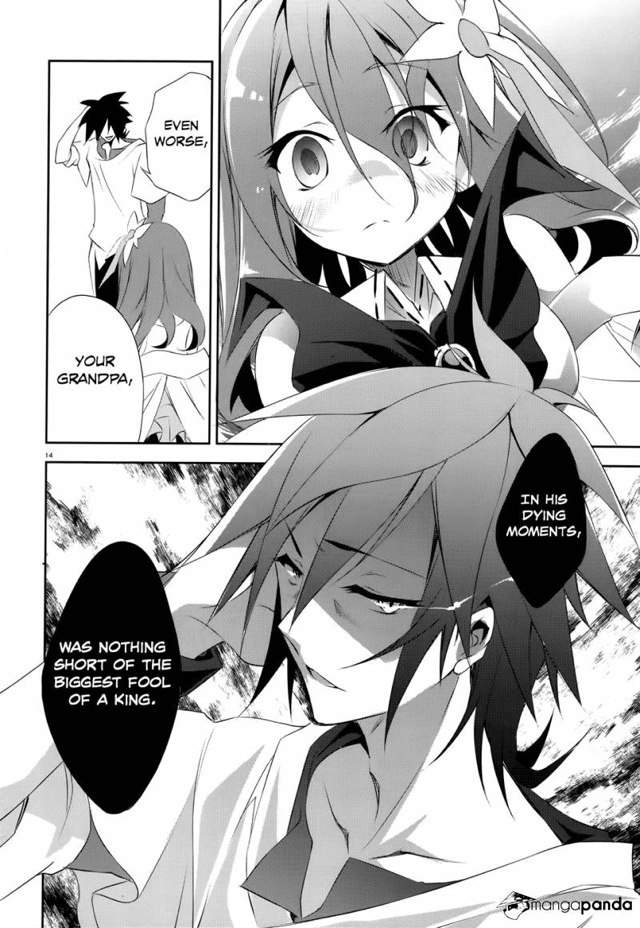 EVEN
WORSE,
YOUR
GRANDPA,
14
IN HIS
DYING
MOMENTS,
WAS NOTHING
SHORT OF THE
BIGGEST FOOL
OF A KING.
mangapanda